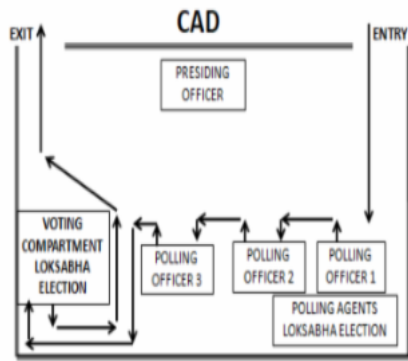 CAD
EXIT
ENTRY
PRESIDING
OFFICER
VOTING
COMPARTMENT
LOKSABHA
ELECTION
POLLING
OFFICER 3
POLLING
OFFICER 2
POLLING
OFFICER 1
POLLING AGENTS
LOKSABHA ELECTION